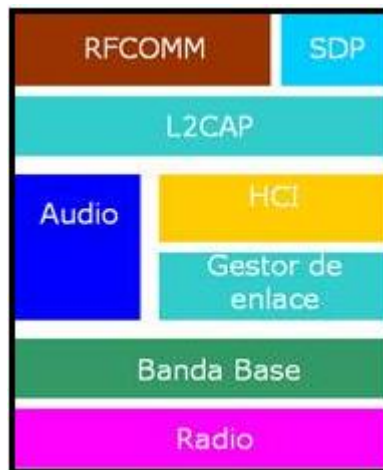 RFCOMM SDP
L2CAP
Audio HCI
Gestor de
enlace
Banda Base
Radio